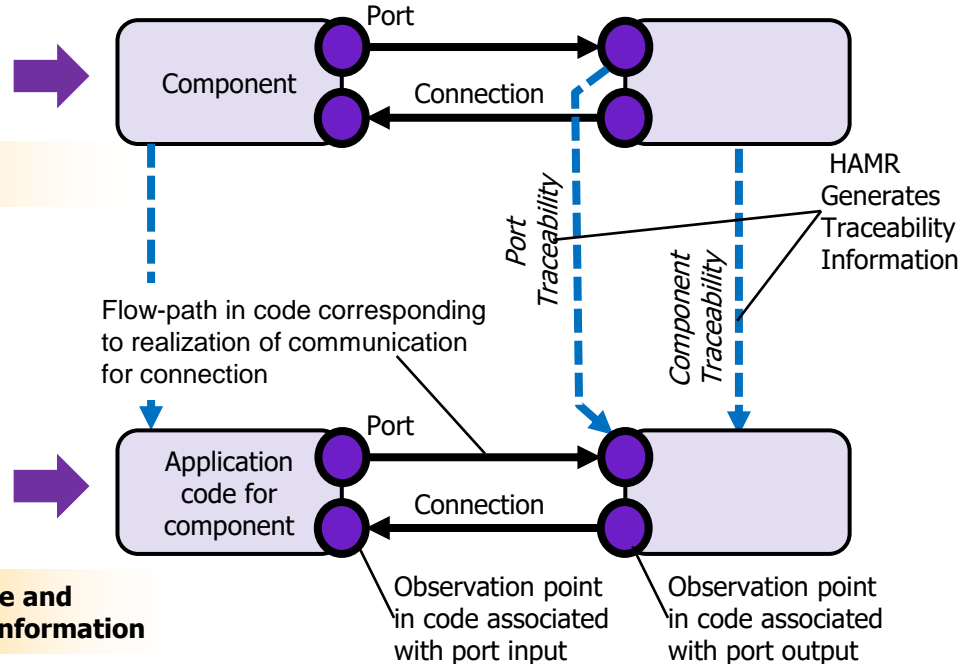 Port
Component
Connection
HAMR
Generates
Traceability
Information
Port
Traceability
Component
Traceability
Flow-path in code corresponding
to realization of communication
for connection
Port
Application
code for
component
Connection
e and
nformation
Observation point
in code associated
with port input
Observation point
in code associated
with port output